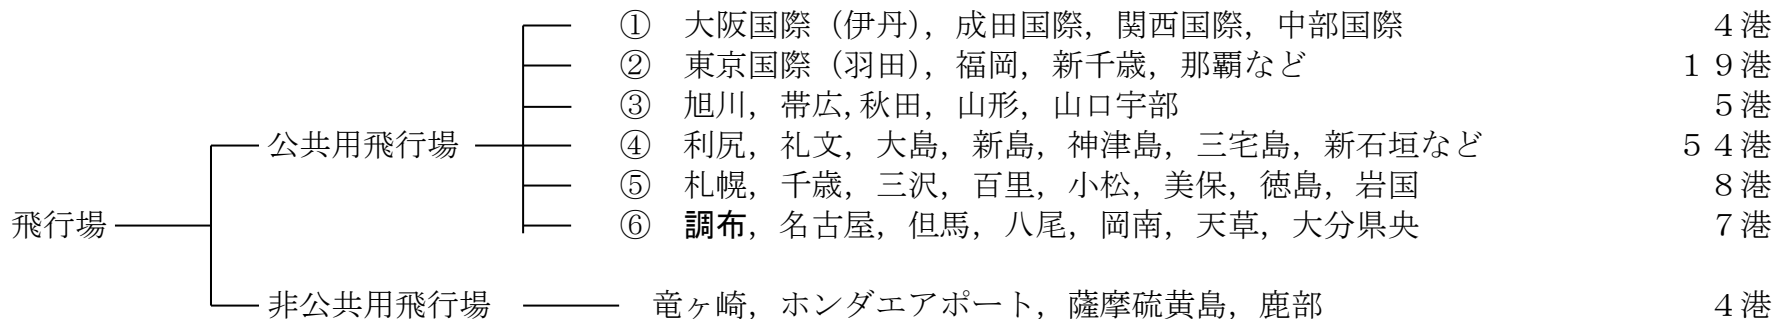 ① 大阪国際（伊丹），成田国際，関西国際，中部国際 ４港
② 東京国際（羽田），福岡，新千歳，那覇など １９港
③ 旭川，帯広,秋田，山形，山口宇部 ５港
公共用飛行場 ④ 利尻，礼文，大島，新島，神津島，三宅島，新石垣など ５４港
⑤ 札幌，千歳，三沢，百里，小松，美保，徳島，岩国 ８港
飛行場 ⑥ 調布，名古屋，但馬，八尾，岡南，天草，大分県央 ７港
非公共用飛行場 竜ヶ崎，ホンダエアポート，薩摩硫黄島，鹿部 ４港